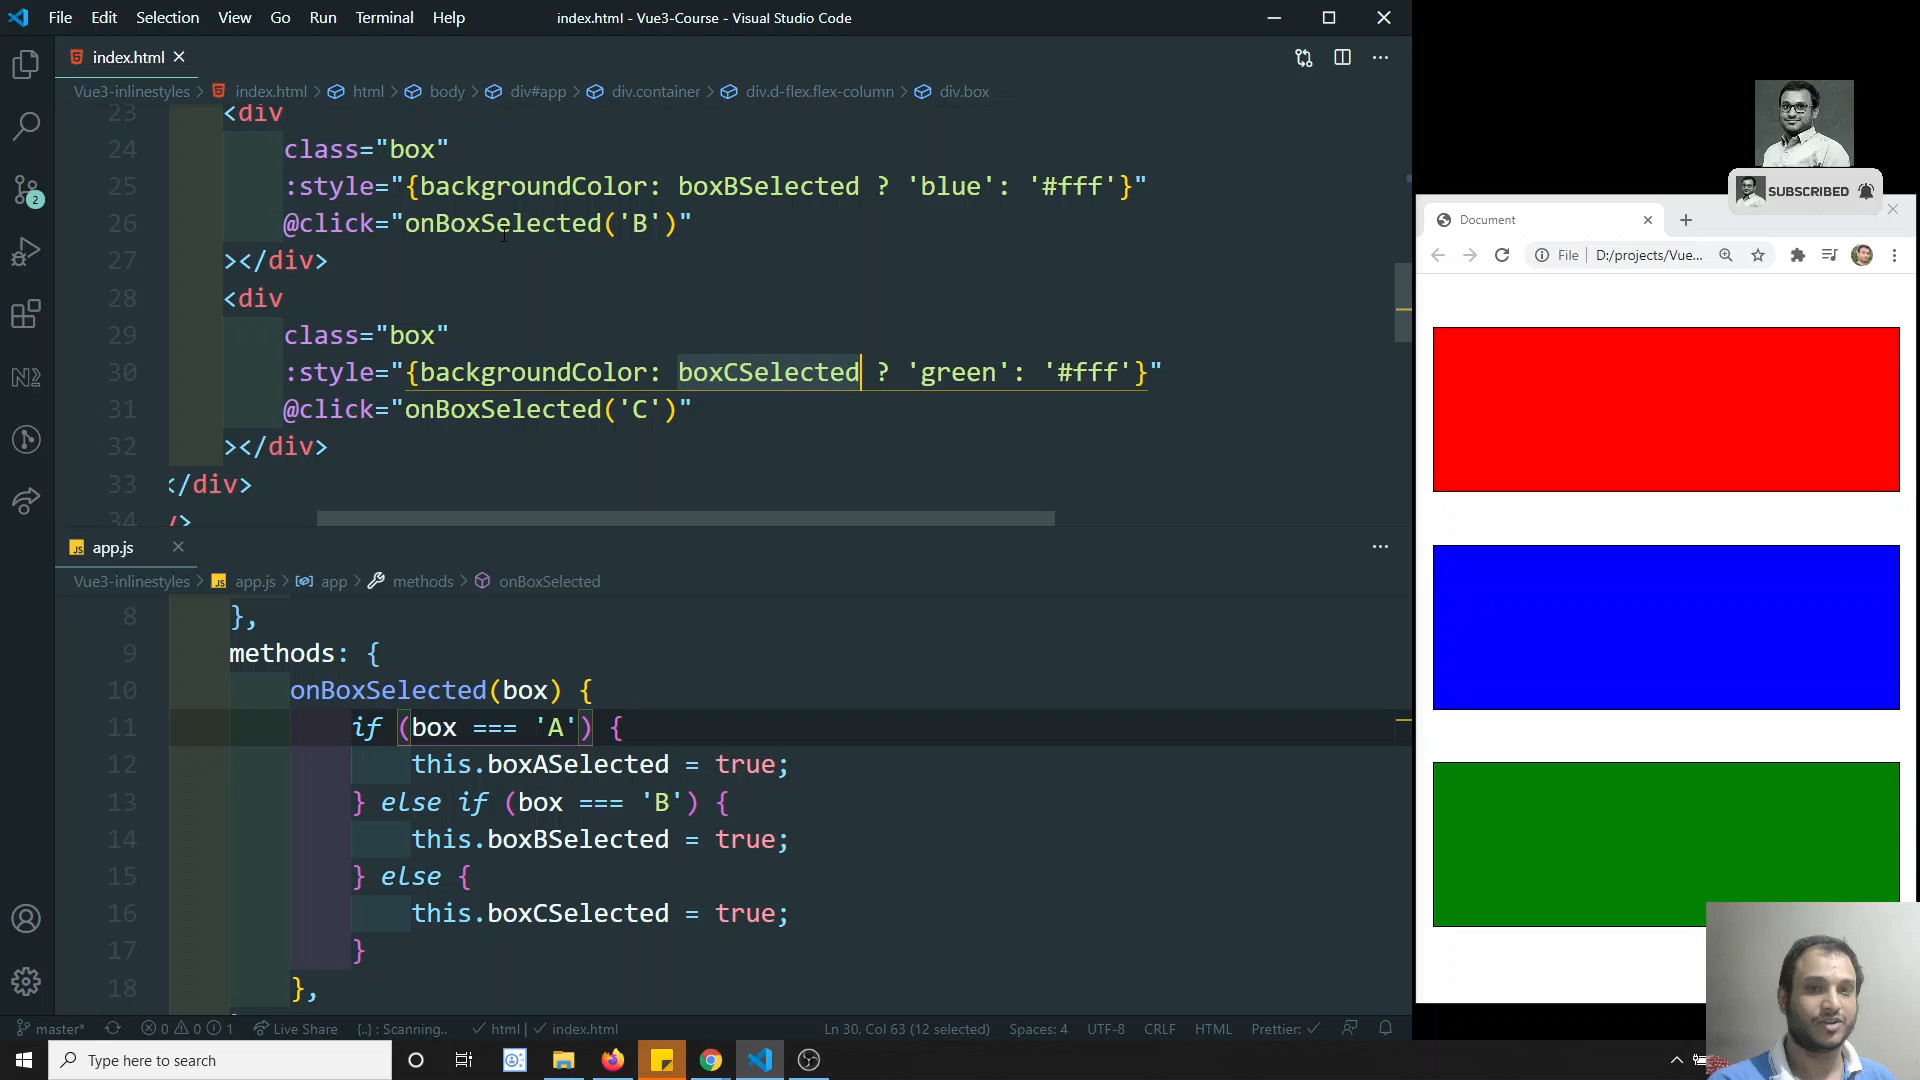 File Edit Selection View Go Run Terminal Help index.html - Vue3-Course - Visual Studio Code
index.html
Vue3-inlinestyles > index.html > html > body > div#app > div.container > div.d-flex.flex-column > div.box
23 <div
24 class="box"
25 :style="{backgroundColor: boxBSelected ? 'blue': '#fff'}"
26 @click="onBoxSelected('B')"
27 ></div>
28 <div
29 class="box"
30 :style="{backgroundColor: boxCSelected ? 'green': '#fff'}"
31 @click="onBoxSelected('C')"
32 ></div>
33 </div>
34
JS app.js
Vue3-inlinestyles > JS app.js > app > methods > onBoxSelected
8 },
9 methods: {
10 onBoxSelected(box) {
11 if (box === 'A') {
12 this.boxASelected = true;
13 } else if (box === 'B') {
14 this.boxBSelected = true;
15 } else {
16 this.boxCSelected = true;
17 }
18 },
master* 0 0 1 Live Share {..} : Scanning.. html index.html Ln 30, Col 63 (12 selected) Spaces: 4 UTF-8 CRLF HTML Prettier:
Type here to search
SUBSCRIBED
Document
File D:/projects/Vue...
2
N2